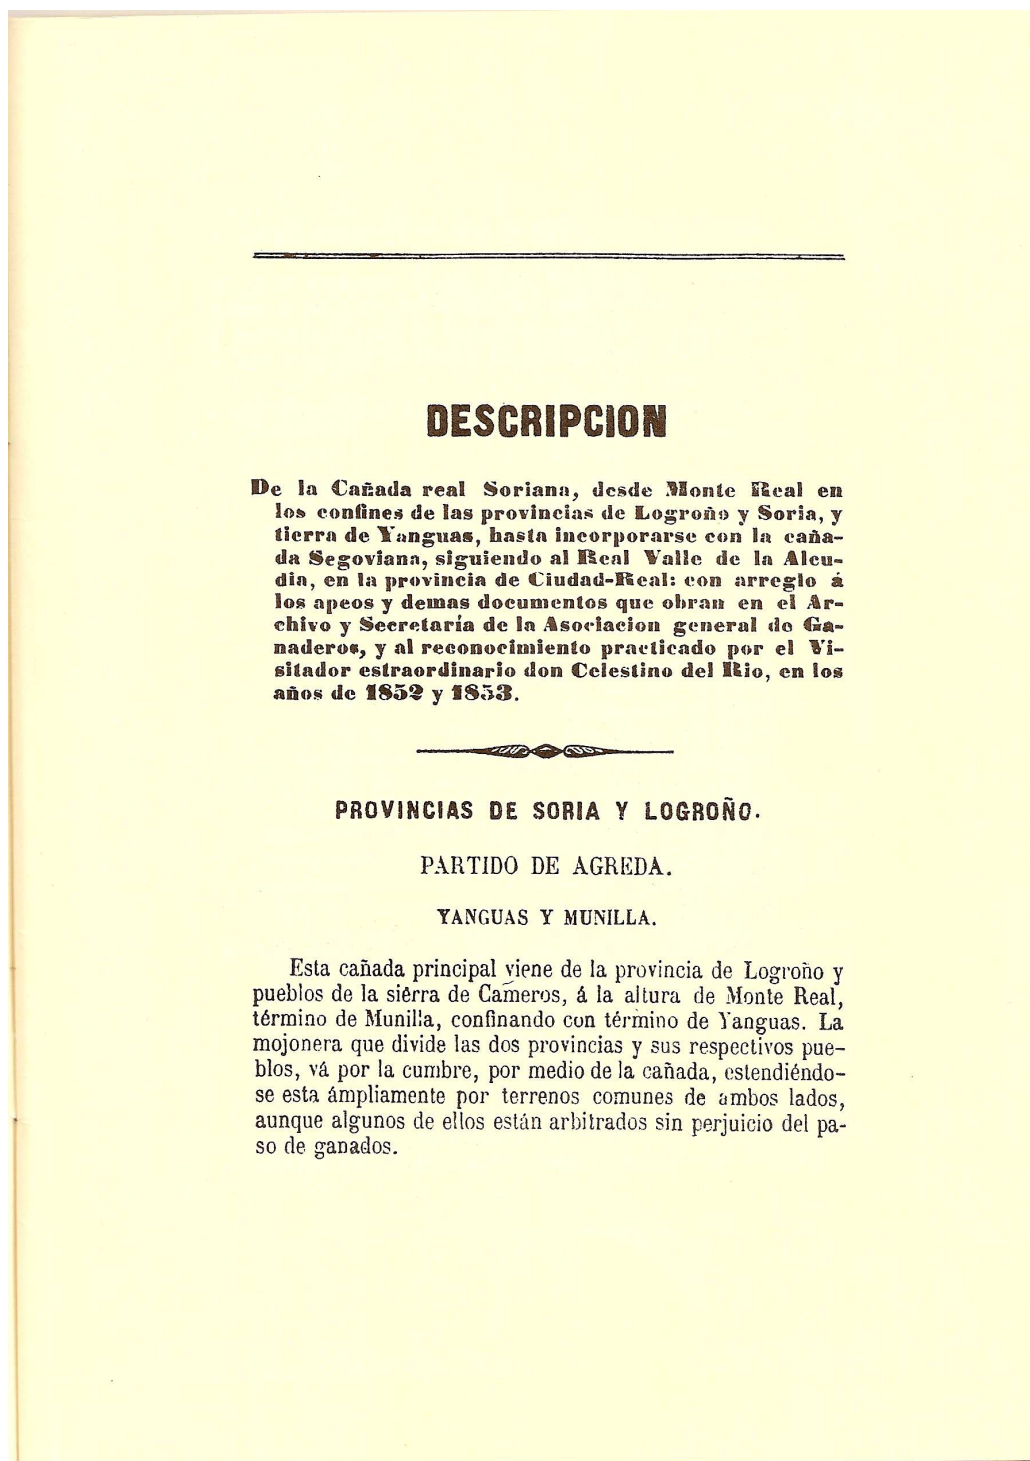 DESCRIPCION
De la Cañada real Soriana, desde Monte Real en
los confines de las provincias de Logroño y Soria, y
tierra de Yanguas, hasta incorporarse con la caña-
da Segoviana, siguiendo al Real Valle de la Alcu-
dia, en la provincia de Ciudad-Real: con arreglo á
los apeos y demas documentos que obran en el Ar-
chivo y Secretaría de la Asociacion general de Ga-
naderos, y al reconocimiento practicado por el Vi-
sitador estraordinario don Celestino del Rio, en los
años de 1852 y 1853.
PROVINCIAS DE SORIA Y LOGROÑO.
PARTIDO DE AGREDA.
YANGUAS Y MUNILLA.
Esta cañada principal viene de la provincia de Logroño y
pueblos de la siérra de Cameros, á la altura de Monte Real,
término de Munilla, confinando con término de Yanguas. La
mojonera que divide las dos provincias y sus respectivos pue-
blos, vá por la cumbre, por medio de la cañada, estendiéndo-
se esta ámpliamente por terrenos comunes de ambos lados,
aunque algunos de ellos están arbitrados sin perjuicio del pa-
so de ganados.